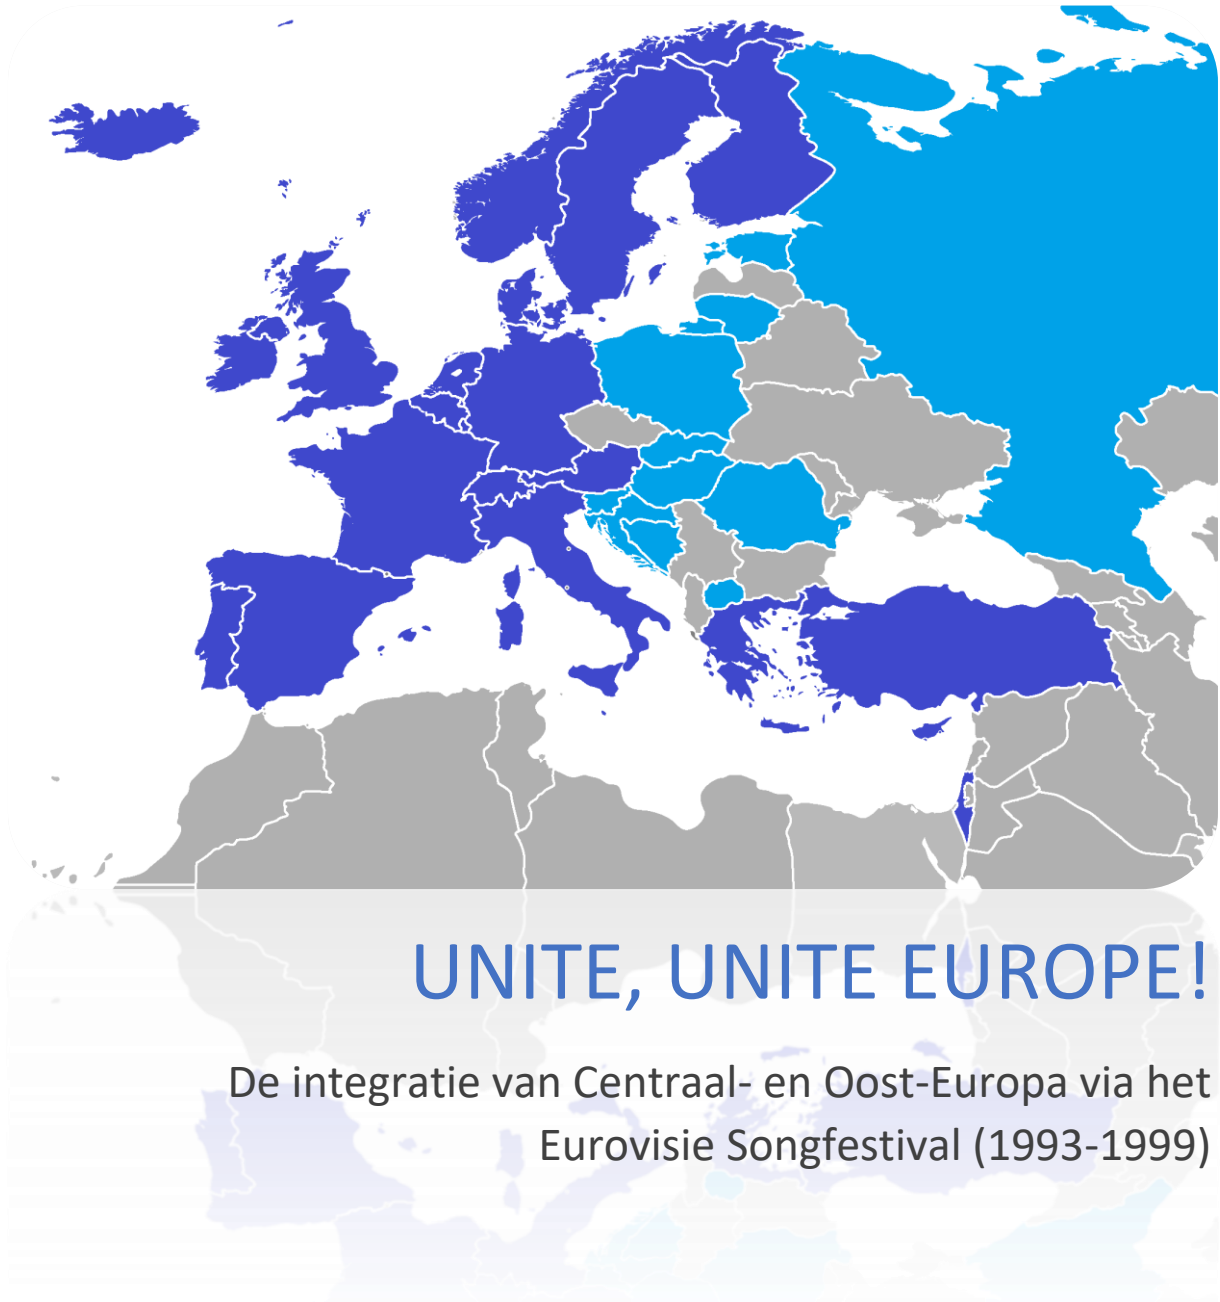 UNITE, UNITE EUROPE!
De integratie van Centraal- en Oost-Europa via het
Eurovisie Songfestival (1993-1999)